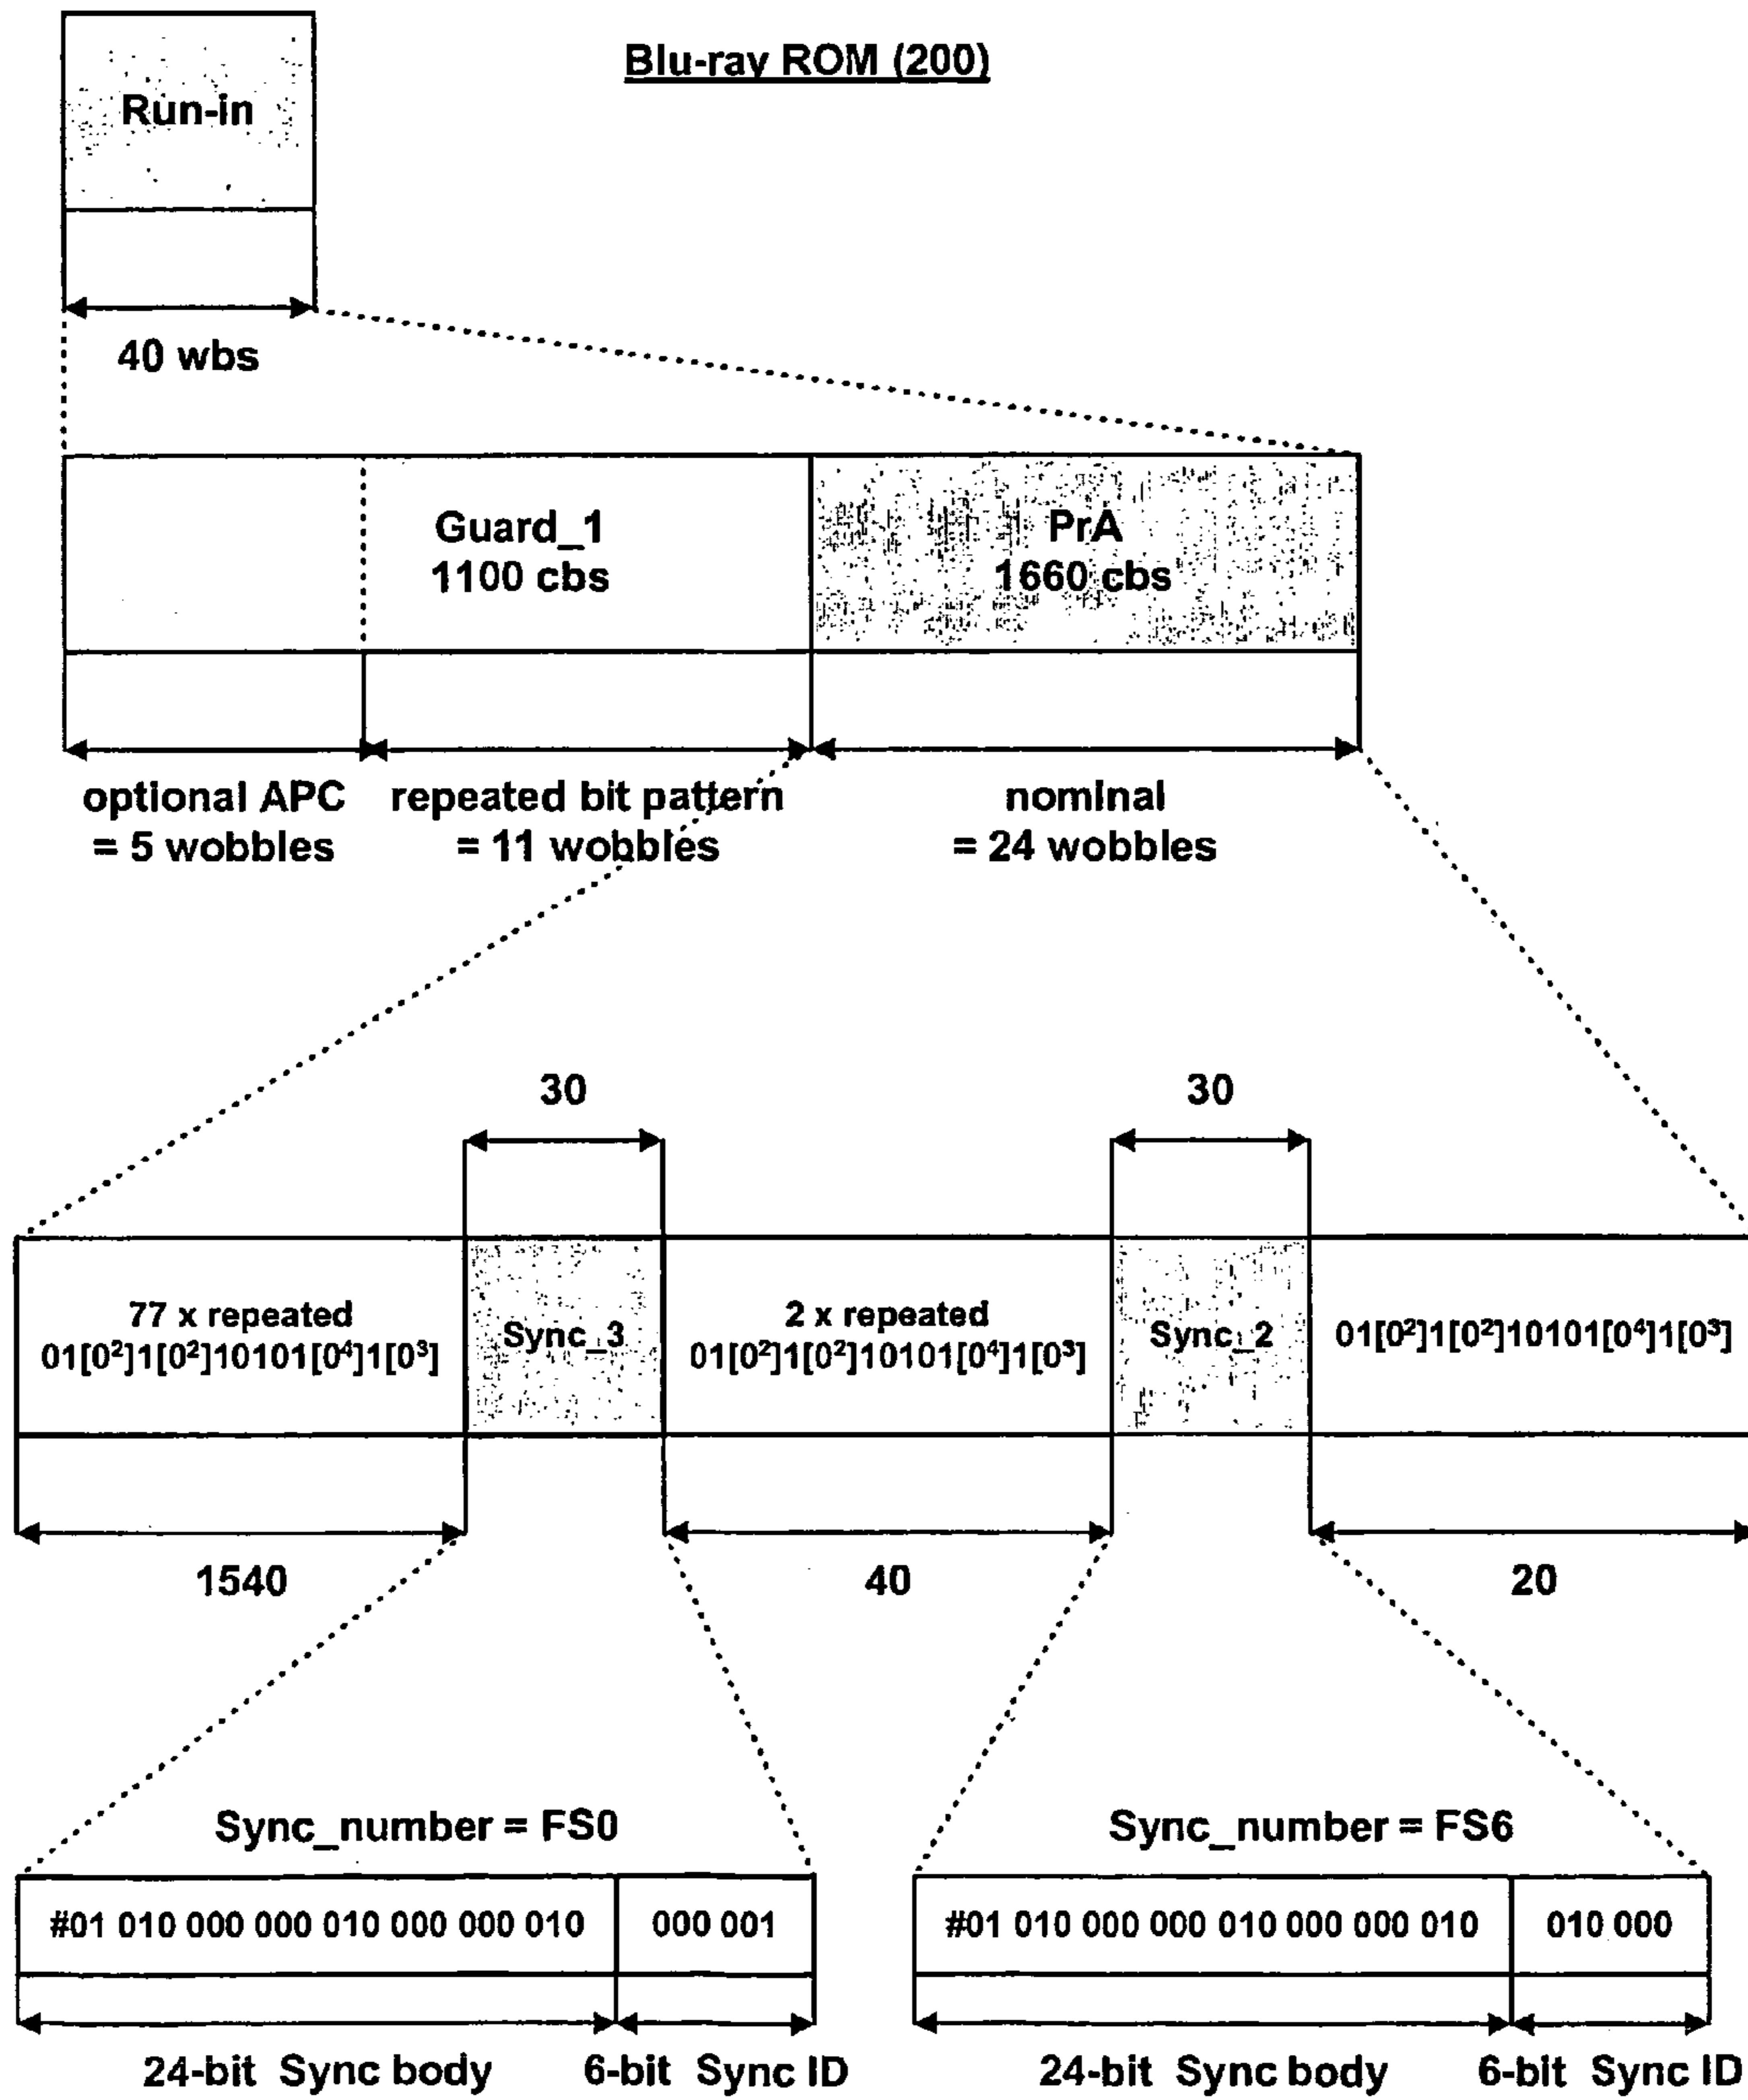 Blu-ray ROM (200)
Run-in
40 wbs
Guard_1
1100 cbs
PrA
1660 cbs
optional APC
= 5 wobbles
repeated bit pattern
= 11 wobbles
nominal
= 24 wobbles
30
30
77 x repeated
01[0²]1[0²]10101[0⁴]1[0³]
Sync_3
2 x repeated
01[0²]1[0²]10101[0⁴]1[0³]
Sync_2
01[0²]1[0²]10101[0⁴]1[0³]
1540
40
20
Sync_number = FS0
Sync_number = FS6
#01 010 000 000 010 000 000 010
000 001
#01 010 000 000 010 000 000 010
010 000
24-bit Sync body
6-bit Sync ID
24-bit Sync body
6-bit Sync ID